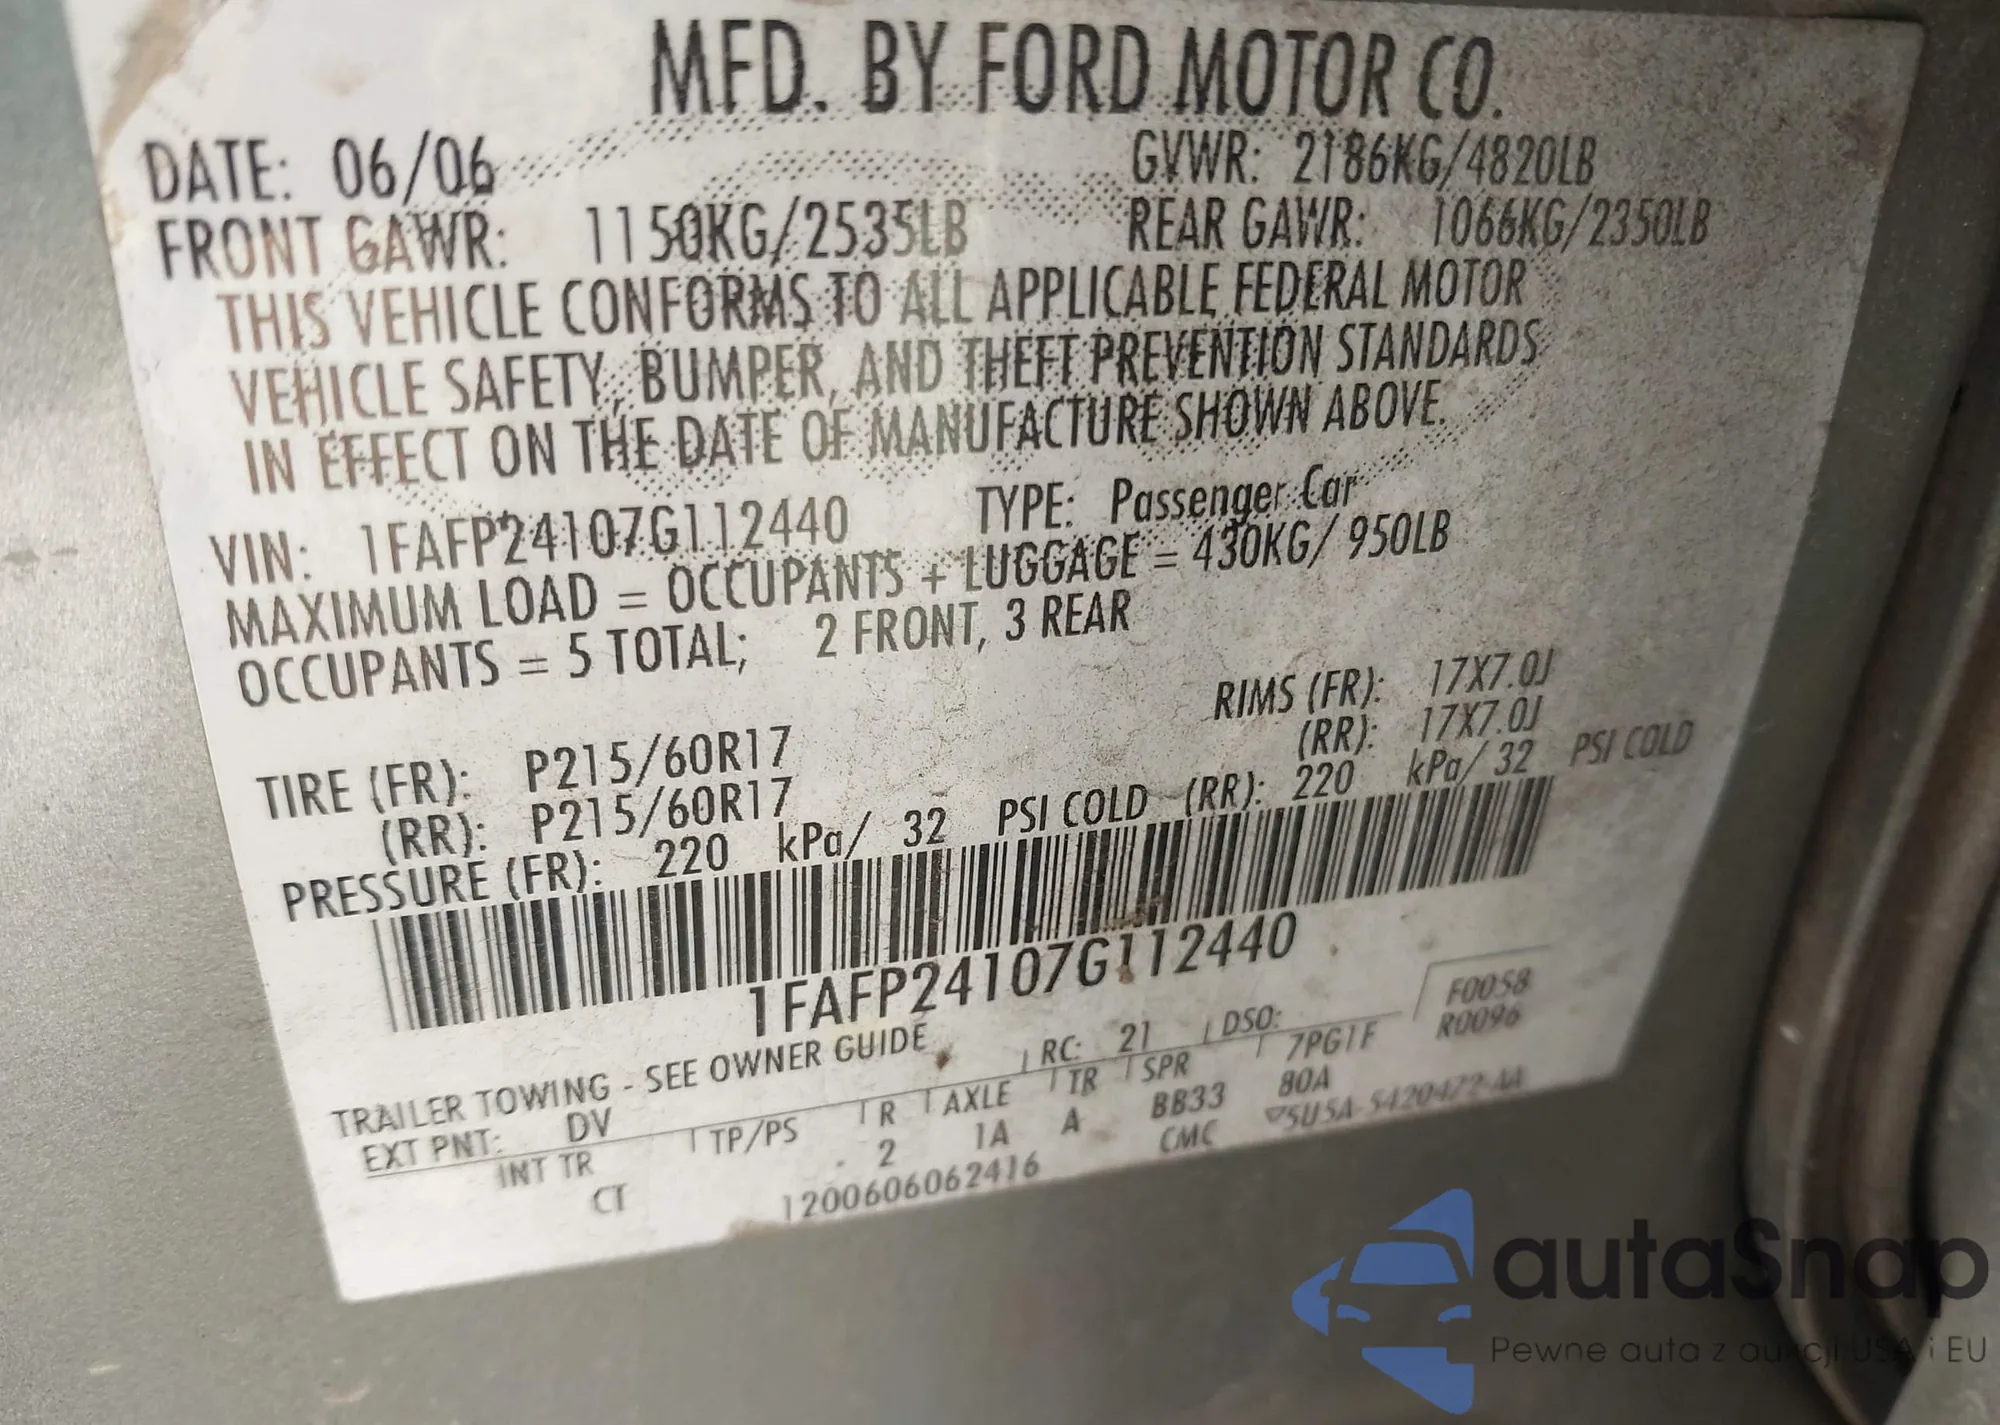 MFD. BY FORD MOTOR CO.
DATE: 06/06 GVWR: 2186KG/4820LB
FRONT GAWR: 1150KG/2535LB REAR GAWR: 1066KG/2350LB
THIS VEHICLE CONFORMS TO ALL APPLICABLE FEDERAL MOTOR
VEHICLE SAFETY, BUMPER, AND THEFT PREVENTION STANDARDS
IN EFFECT ON THE DATE OF MANUFACTURE SHOWN ABOVE.
VIN: 1FAFP24107G112440 TYPE: Passenger Car
MAXIMUM LOAD = OCCUPANTS + LUGGAGE = 430KG/ 950LB
OCCUPANTS = 5 TOTAL; 2 FRONT, 3 REAR
TIRE (FR): P215/60R17 RIMS (FR): 17X7.0J
(RR): P215/60R17 (RR): 17X7.0J
PRESSURE (FR): 220 kPa/ 32 PSI COLD (RR): 220 kPa/ 32 PSI COLD
1FAFP24107G112440
F0058
R0096
TRAILER TOWING - SEE OWNER GUIDE RC: 21 DSO:
EXT PNT: DV TP/PS R AXLE TR SPR 7PG1F
INT TR 2 1A A BB33 80A
CT 1200606062416 CMC 5U5A-5420472-AA
autaSnap
Pewne auta z aukcji USA i EU